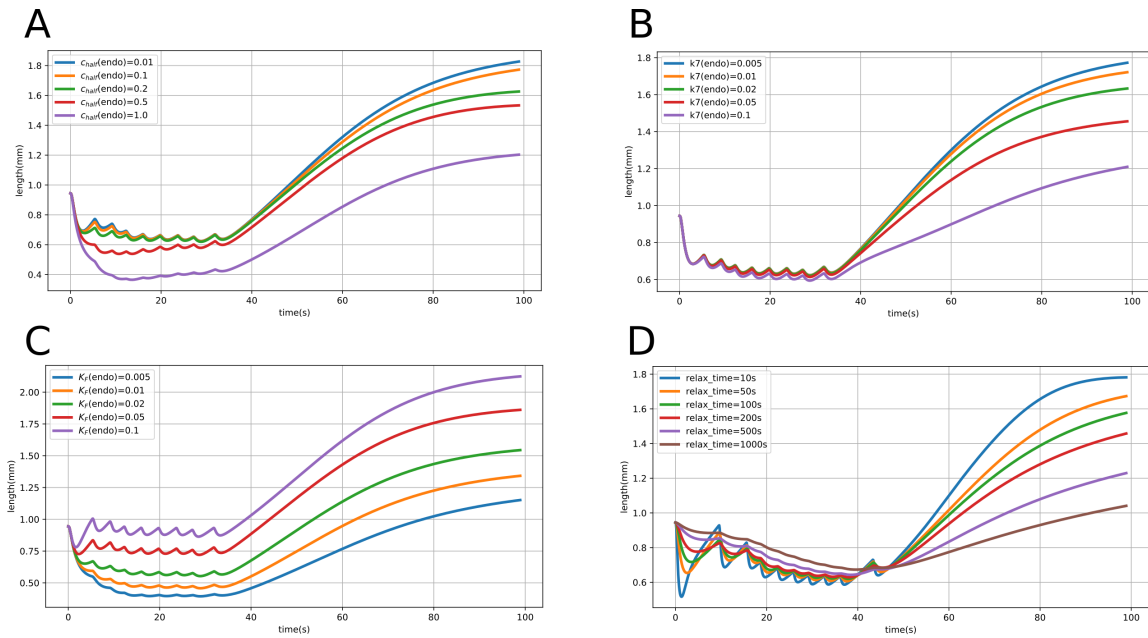 A
c_half(endo)=0.01
c_half(endo)=0.1
c_half(endo)=0.2
c_half(endo)=0.5
c_half(endo)=1.0
1.8
1.6
1.4
1.2
1.0
0.8
0.6
0.4
length(mm)
0 20 40 60 80 100
time(s)
B
k7(endo)=0.005
k7(endo)=0.01
k7(endo)=0.02
k7(endo)=0.05
k7(endo)=0.1
1.8
1.6
1.4
1.2
1.0
0.8
0.6
length(mm)
0 20 40 60 80 100
time(s)
C
K_F(endo)=0.005
K_F(endo)=0.01
K_F(endo)=0.02
K_F(endo)=0.05
K_F(endo)=0.1
2.00
1.75
1.50
1.25
1.00
0.75
0.50
length(mm)
0 20 40 60 80 100
time(s)
D
relax_time=10s
relax_time=50s
relax_time=100s
relax_time=200s
relax_time=500s
relax_time=1000s
1.8
1.6
1.4
1.2
1.0
0.8
0.6
length(mm)
0 20 40 60 80 100
time(s)